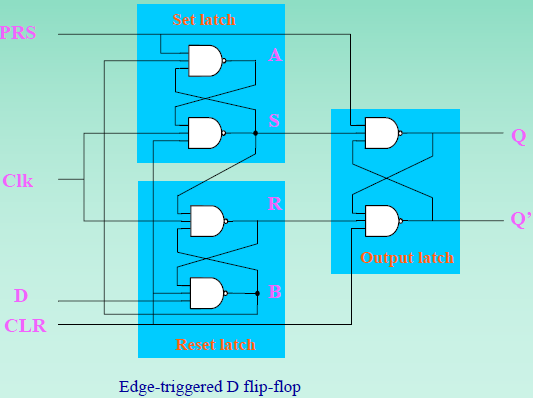 Set latch
PRS
A
S
Q
Clk
R
Q'
Output latch
D
B
CLR
Reset latch
Edge-triggered D flip-flop